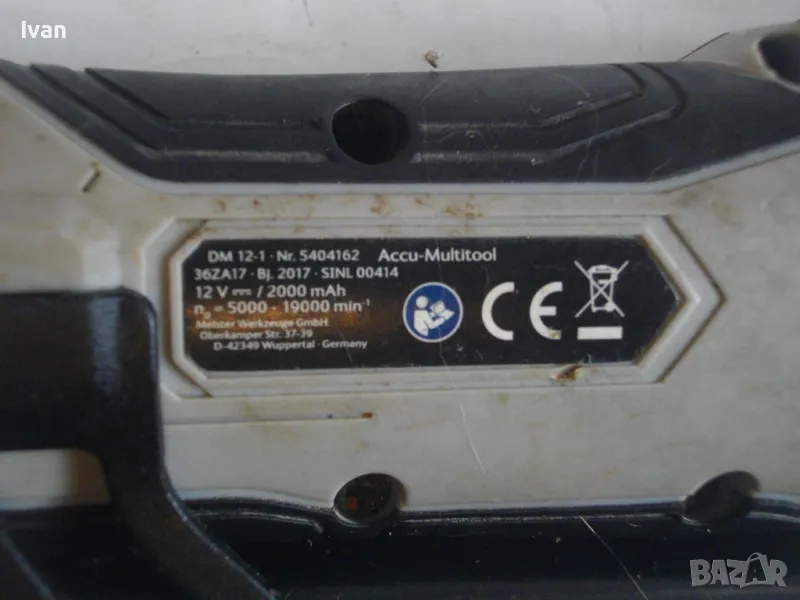 Ivan
DM 12-1 · Nr. 5404162 Accu-Multitool
36ZA17 · Bj. 2017 · SINL 00414
12 V ⎓ / 2000 mAh
n₀ = 5000 - 19000 min⁻¹
Meister Werkzeuge GmbH
Oberkamper Str. 37-39
D-42349 Wuppertal · Germany
CE
BAZAR